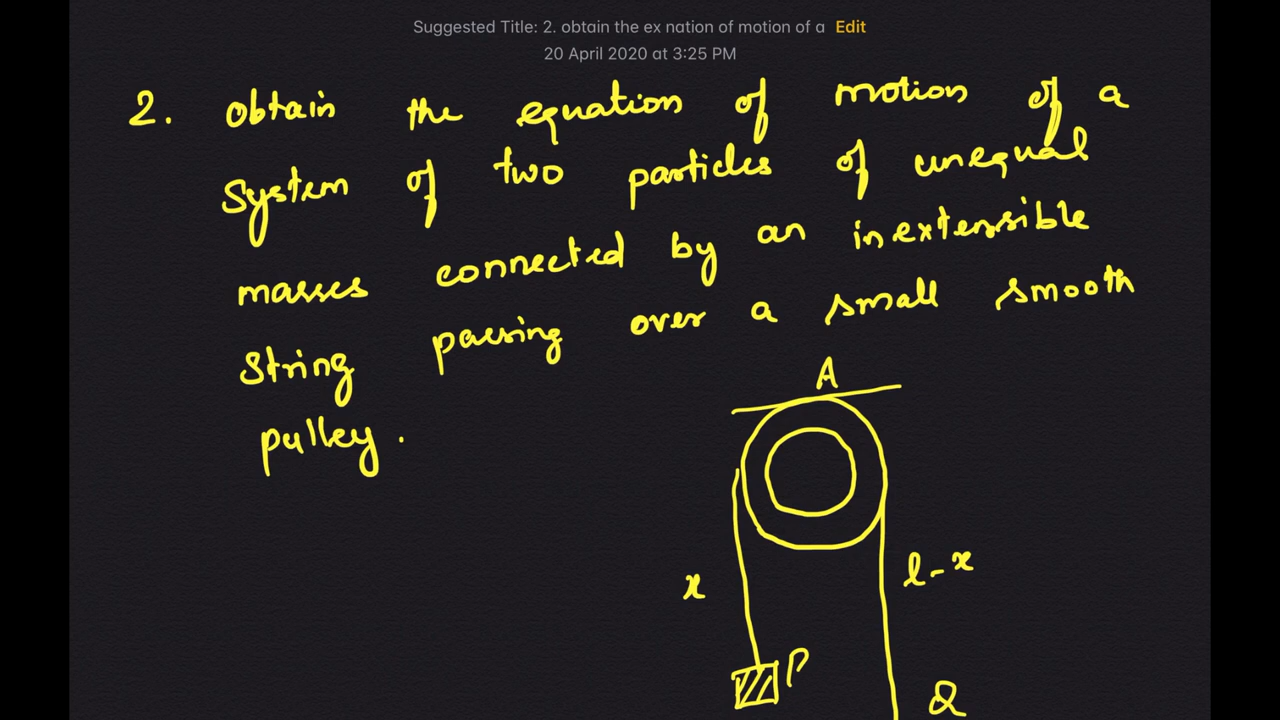 Suggested Title: 2. obtain the ex nation of motion of a Edit
20 April 2020 at 3:25 PM
2. obtain the equation of motion of a
system of two particles of unequal
masses connected by an inextensible
string passing over a small smooth
pulley.
A
x
l-x
P
Q